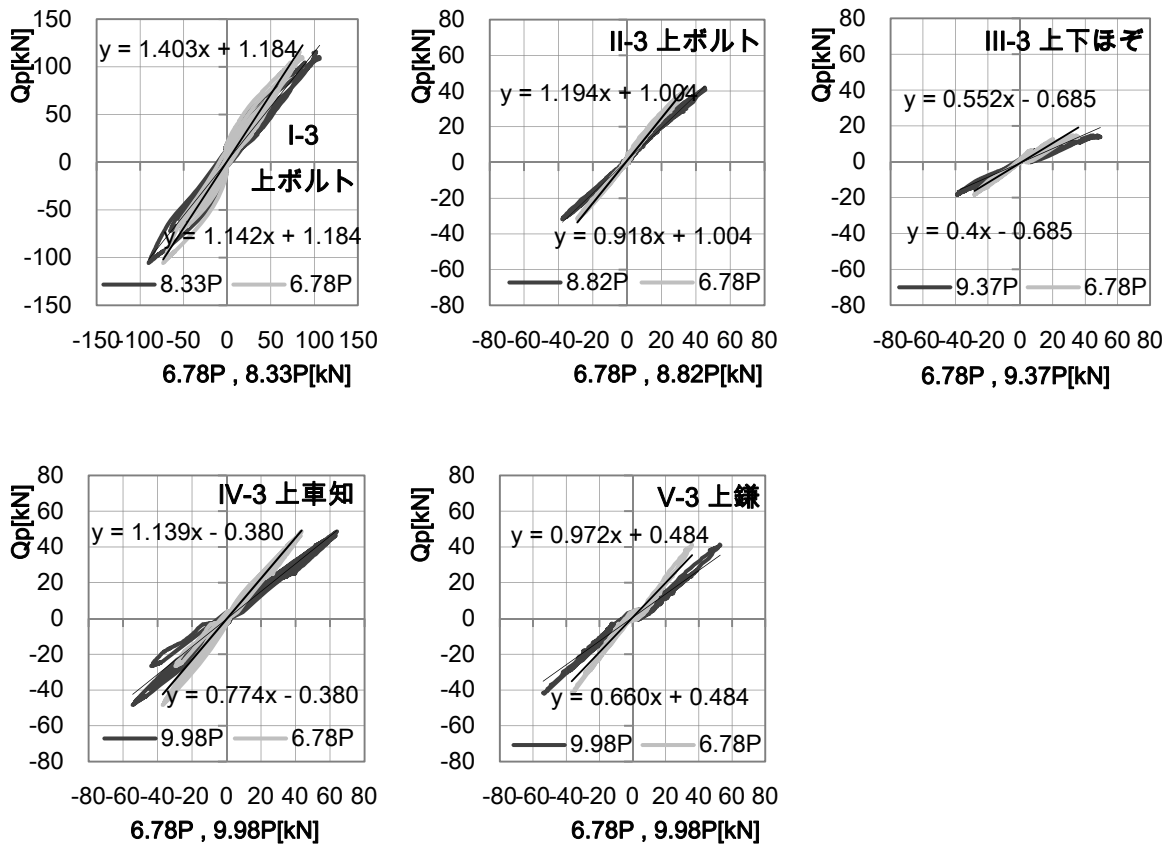 150
100
50
0
-50
-100
-150
Qp[kN]
y = 1.403x + 1.184
I-3
上ボルト
y = 1.142x + 1.184
8.33P 6.78P
-150-100 -50 0 50 100 150
6.78P , 8.33P[kN]
80
60
40
20
0
-20
-40
-60
-80
Qp[kN]
II-3 上ボルト
y = 1.194x + 1.004
y = 0.918x + 1.004
8.82P 6.78P
-80-60-40-20 0 20 40 60 80
6.78P , 8.82P[kN]
80
60
40
20
0
-20
-40
-60
-80
Qp[kN]
III-3 上下ほぞ
y = 0.552x - 0.685
y = 0.4x - 0.685
9.37P 6.78P
-80-60-40-20 0 20 40 60 80
6.78P , 9.37P[kN]
80
60
40
20
0
-20
-40
-60
-80
Qp[kN]
IV-3 上車知
y = 1.139x - 0.380
y = 0.774x - 0.380
9.98P 6.78P
-80-60-40-20 0 20 40 60 80
6.78P , 9.98P[kN]
80
60
40
20
0
-20
-40
-60
-80
Qp[kN]
V-3 上鎌
y = 0.972x + 0.484
y = 0.660x + 0.484
9.98P 6.78P
-80-60-40-20 0 20 40 60 80
6.78P , 9.98P[kN]